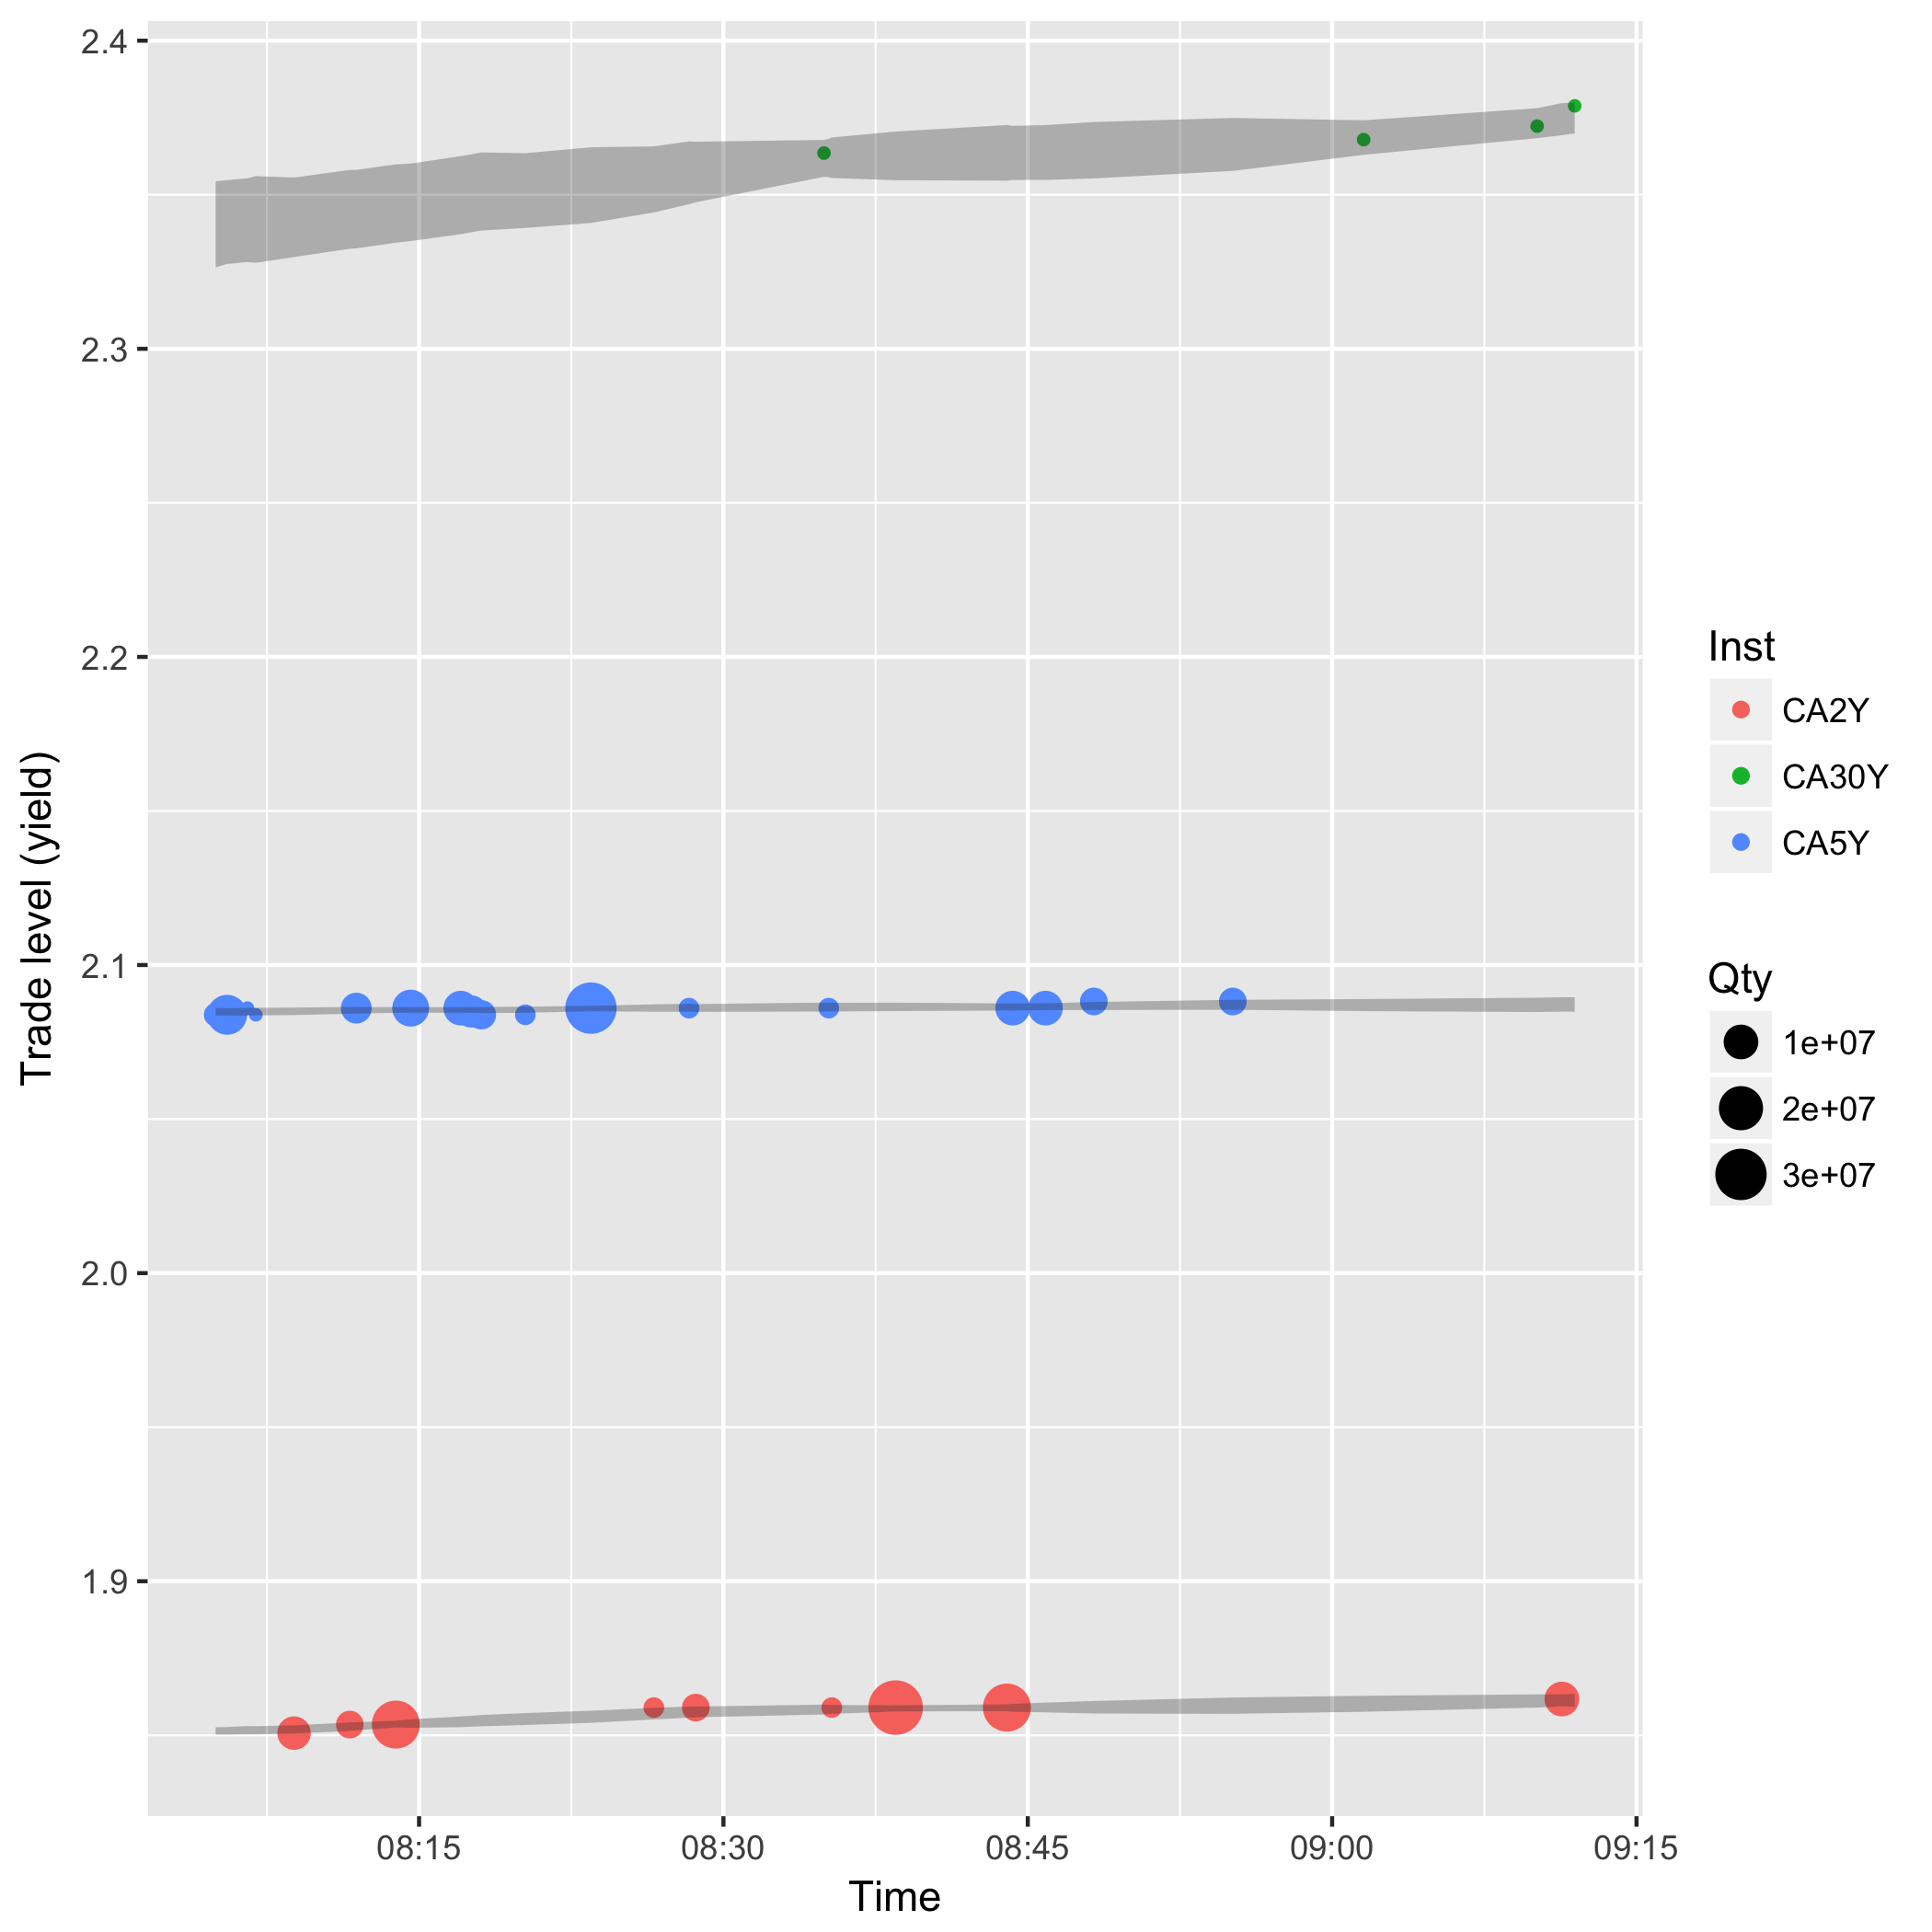 2.4
2.3
2.2
2.1
2.0
1.9
Trade level (yield)
08:15
08:30
08:45
09:00
09:15
Time
Inst
CA2Y
CA30Y
CA5Y
Qty
1e+07
2e+07
3e+07